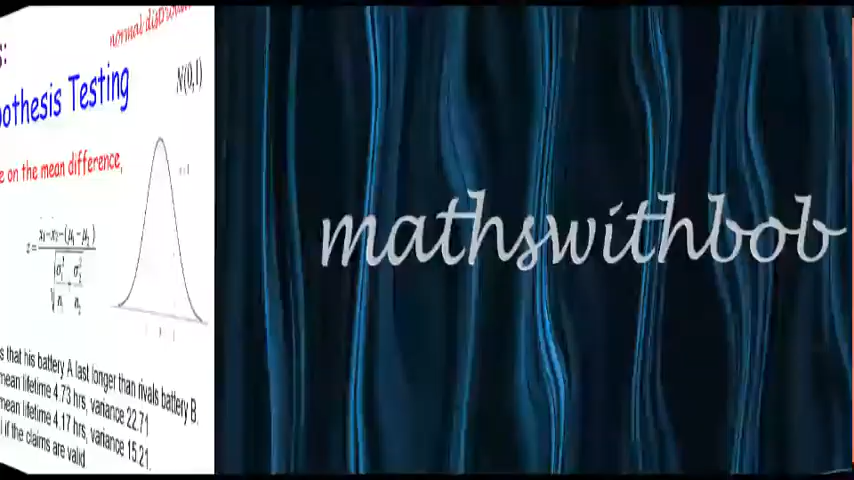 normal
Testing
N(0,1)
e on the mean difference,
s that his battery A last longer than rivals battery B.
mean lifetime 4.73 hrs, variance 22.71
mean lifetime 4.17 hrs, variance 15.21.
if the claims are valid
mathswithbob